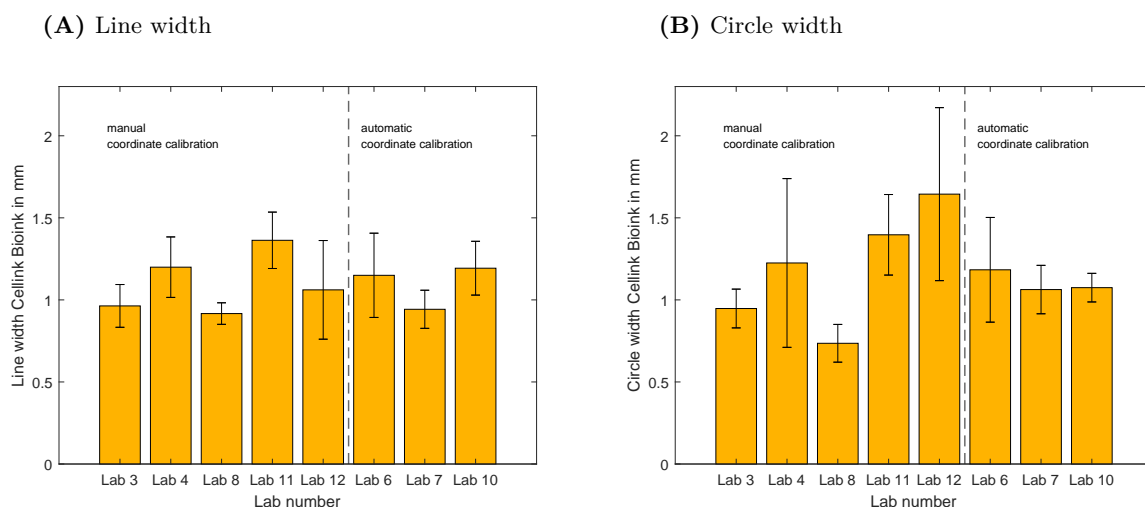 (A) Line width
2
1.5
1
0.5
0
Line width Cellink Bioink in mm
manual
coordinate calibration
automatic
coordinate calibration
Lab 3 Lab 4 Lab 8 Lab 11 Lab 12 Lab 6 Lab 7 Lab 10
Lab number
(B) Circle width
2
1.5
1
0.5
0
Circle width Cellink Bioink in mm
manual
coordinate calibration
automatic
coordinate calibration
Lab 3 Lab 4 Lab 8 Lab 11 Lab 12 Lab 6 Lab 7 Lab 10
Lab number